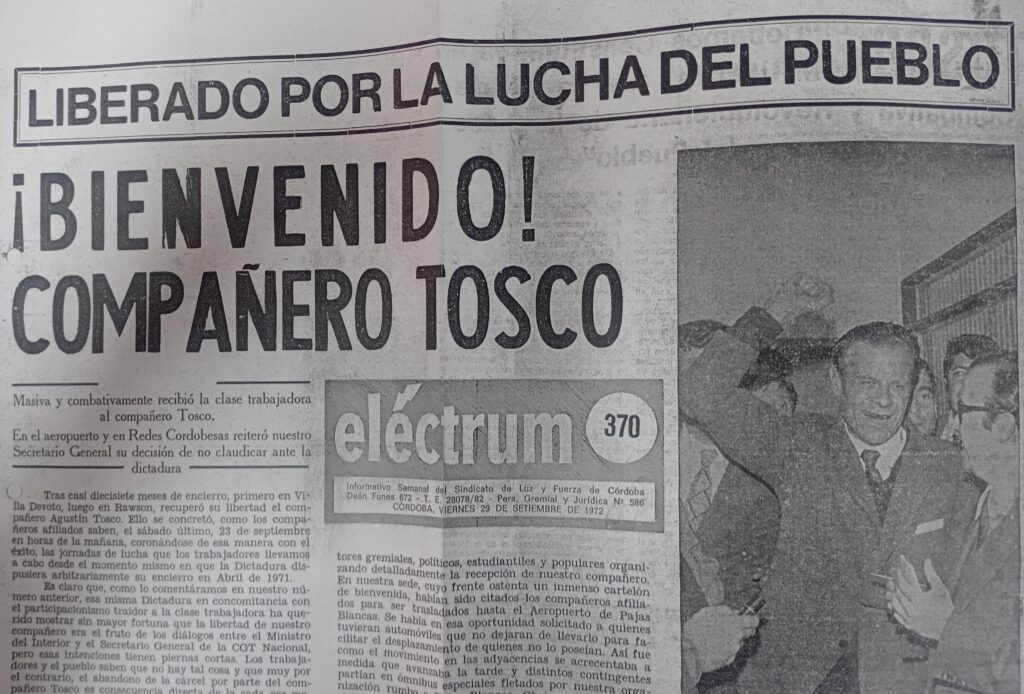 LIBERADO POR LA LUCHA DEL PUEBLO
¡BIENVENIDO!
COMPAÑERO TOSCO
Masiva y combativamente recibió la clase trabajadora
al compañero Tosco.
En el aeropuerto y en Redes Cordobesas reiteró nuestro
Secretario General su decisión de no claudicar ante la
dictadura
Tras casi diecisiete meses de encierro, primero en Vi-
lla Devoto, luego en Rawson, recuperó su libertad el com-
pañero Agustín Tosco. Ello se concretó, como los compa-
ñeros afiliados saben, el sábado último, 23 de septiembre
en horas de la mañana, coronándose de esa manera con el
éxito, las jornadas de lucha que los trabajadores llevamos
a cabo desde el momento mismo en que la Dictadura dis-
pusiera arbitrariamente su encierro en Abril de 1971.
Es claro que, como lo comentáramos en nuestro nú-
mero anterior, esa misma Dictadura en concomitancia con
el participacionismo traidor a la clase trabajadora ha que-
rido mostrar sin mayor fortuna que la libertad de nuestro
compañero era el fruto de los diálogos entre el Ministro
del Interior y el Secretario General de la CGT Nacional,
pero esas intenciones tienen piernas cortas. Los trabaja-
dores y el pueblo saben que no hay tal cosa y que muy por
el contrario, el abandono de la cárcel por parte del com-
pañero Tosco es consecuencia directa de la cada vez
eléctrum 370
Informativo Semanal del Sindicato de Luz y Fuerza de Córdoba
Deán Funes 672 - T. E. 28078/82 - Pers. Gremial y Jurídica Nº 586
CORDOBA, VIERNES 29 DE SETIEMBRE DE 1972
tores gremiales, políticos, estudiantiles y populares organi-
zando detalladamente la recepción de nuestro compañero.
En nuestra sede, cuyo frente ostenta un inmenso cartelón
de bienvenida, habían sido citados los compañeros afilia-
dos para ser trasladados hasta el Aeropuerto de Pajas
Blancas. Se había en esa oportunidad solicitado a quienes
tuvieran automóviles que no dejaran de llevarlo para fa-
cilitar el desplazamiento de quienes no lo poseían. Así fue
como el movimiento en las adyacencias se acrecentaba a
medida que avanzaba la tarde y distintos contingentes
partían en ómnibus especiales fletados por nuestra orga-
nización rumbo